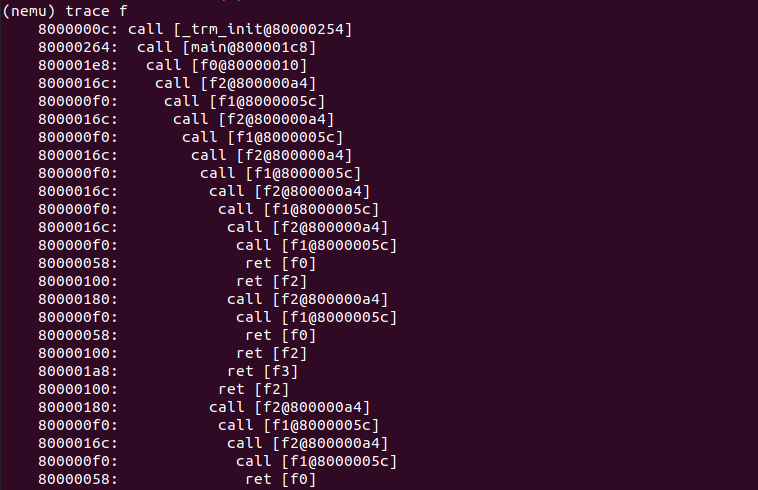 (nemu) trace f
8000000c: call [_trm_init@80000254]
80000264: call [main@800001c8]
800001e8: call [f0@80000010]
8000016c: call [f2@800000a4]
800000f0: call [f1@8000005c]
8000016c: call [f2@800000a4]
800000f0: call [f1@8000005c]
8000016c: call [f2@800000a4]
800000f0: call [f1@8000005c]
8000016c: call [f2@800000a4]
800000f0: call [f1@8000005c]
8000016c: call [f2@800000a4]
800000f0: call [f1@8000005c]
80000058: ret [f0]
80000100: ret [f2]
80000180: call [f2@800000a4]
800000f0: call [f1@8000005c]
80000058: ret [f0]
80000100: ret [f2]
800001a8: ret [f3]
80000100: ret [f2]
80000180: call [f2@800000a4]
800000f0: call [f1@8000005c]
8000016c: call [f2@800000a4]
800000f0: call [f1@8000005c]
80000058: ret [f0]